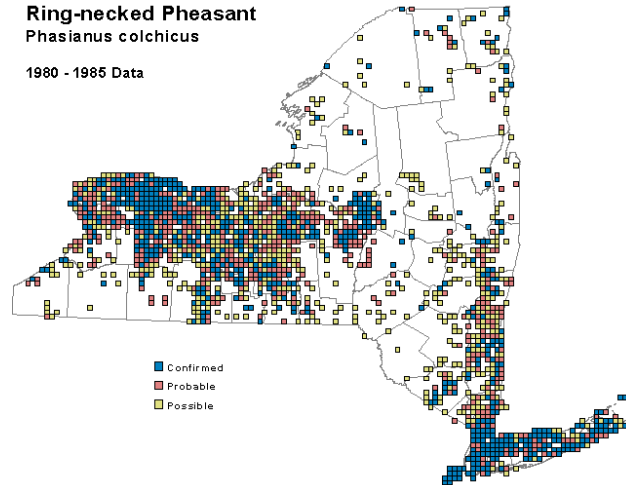 Ring-necked Pheasant
Phasianus colchicus
1980 - 1985 Data
Confirmed
Probable
Possible